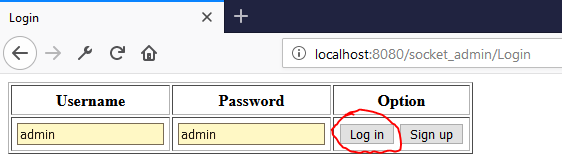 Login
localhost:8080/socket_admin/Login
Username Password Option
admin admin Log in Sign up